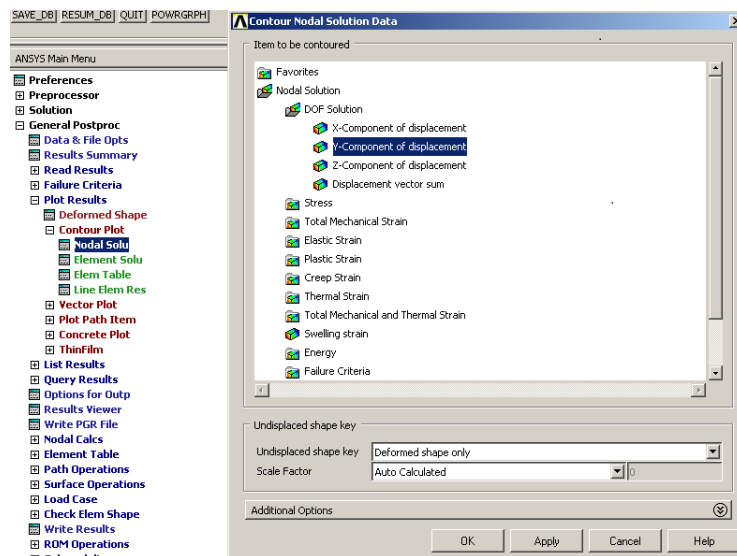 SAVE_DB RESUM_DB QUIT POWRGRPH
ANSYS Main Menu
Preferences
Preprocessor
Solution
General Postproc
Data & File Opts
Results Summary
Read Results
Failure Criteria
Plot Results
Deformed Shape
Contour Plot
Nodal Solu
Element Solu
Elem Table
Line Elem Res
Vector Plot
Plot Path Item
Concrete Plot
ThinFilm
List Results
Query Results
Options for Outp
Results Viewer
Write PGR File
Nodal Calcs
Element Table
Path Operations
Surface Operations
Load Case
Check Elem Shape
Write Results
ROM Operations
Contour Nodal Solution Data
Item to be contoured
Favorites
Nodal Solution
DOF Solution
X-Component of displacement
Y-Component of displacement
Z-Component of displacement
Displacement vector sum
Stress
Total Mechanical Strain
Elastic Strain
Plastic Strain
Creep Strain
Thermal Strain
Total Mechanical and Thermal Strain
Swelling strain
Energy
Failure Criteria
Undisplaced shape key
Undisplaced shape key Deformed shape only
Scale Factor Auto Calculated 0
Additional Options
OK Apply Cancel Help